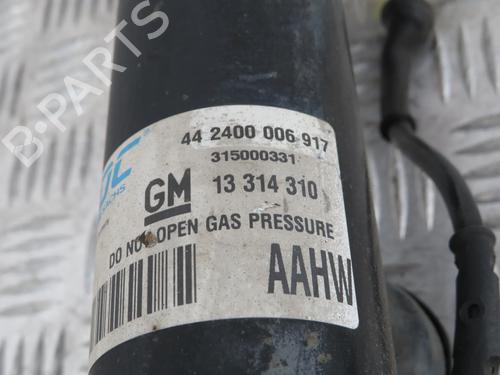 B-PARTS
44 2400 006 917
315000331
GM 13 314 310
DO NOT OPEN GAS PRESSURE
AAHW